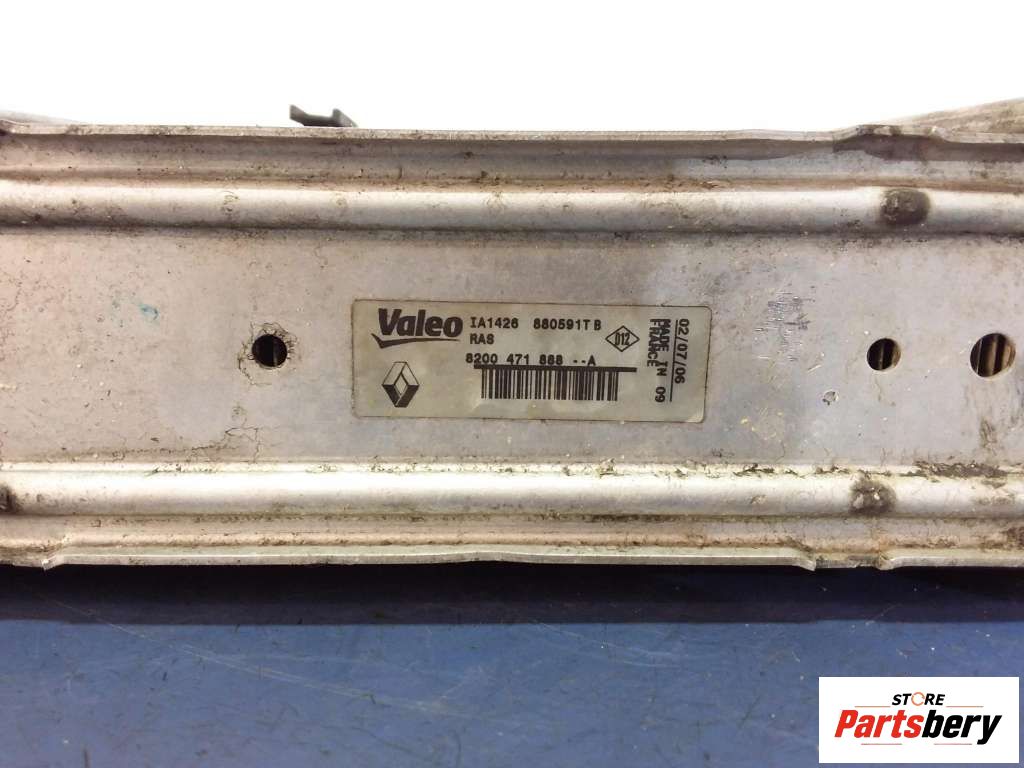 Valeo IA1426 880591T B
RAS
D12
8200 471 888 --A
MADE IN
FRANCE 09
02/07/06
STORE
Partsbery